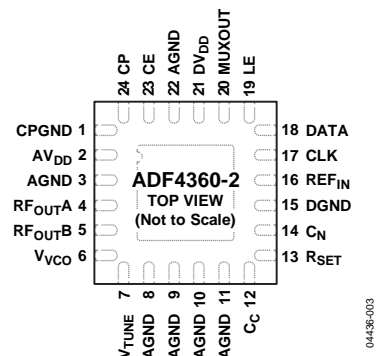 24 CP
23 CE
22 AGND
21 DVDD
20 MUXOUT
19 LE
CPGND 1
AVDD 2
AGND 3
RFOUTA 4
RFOUTB 5
VVCO 6
ADF4360-2
TOP VIEW
(Not to Scale)
18 DATA
17 CLK
16 REFIN
15 DGND
14 CN
13 RSET
VTUNE 7
AGND 8
AGND 9
AGND 10
AGND 11
CC 12
04436-003